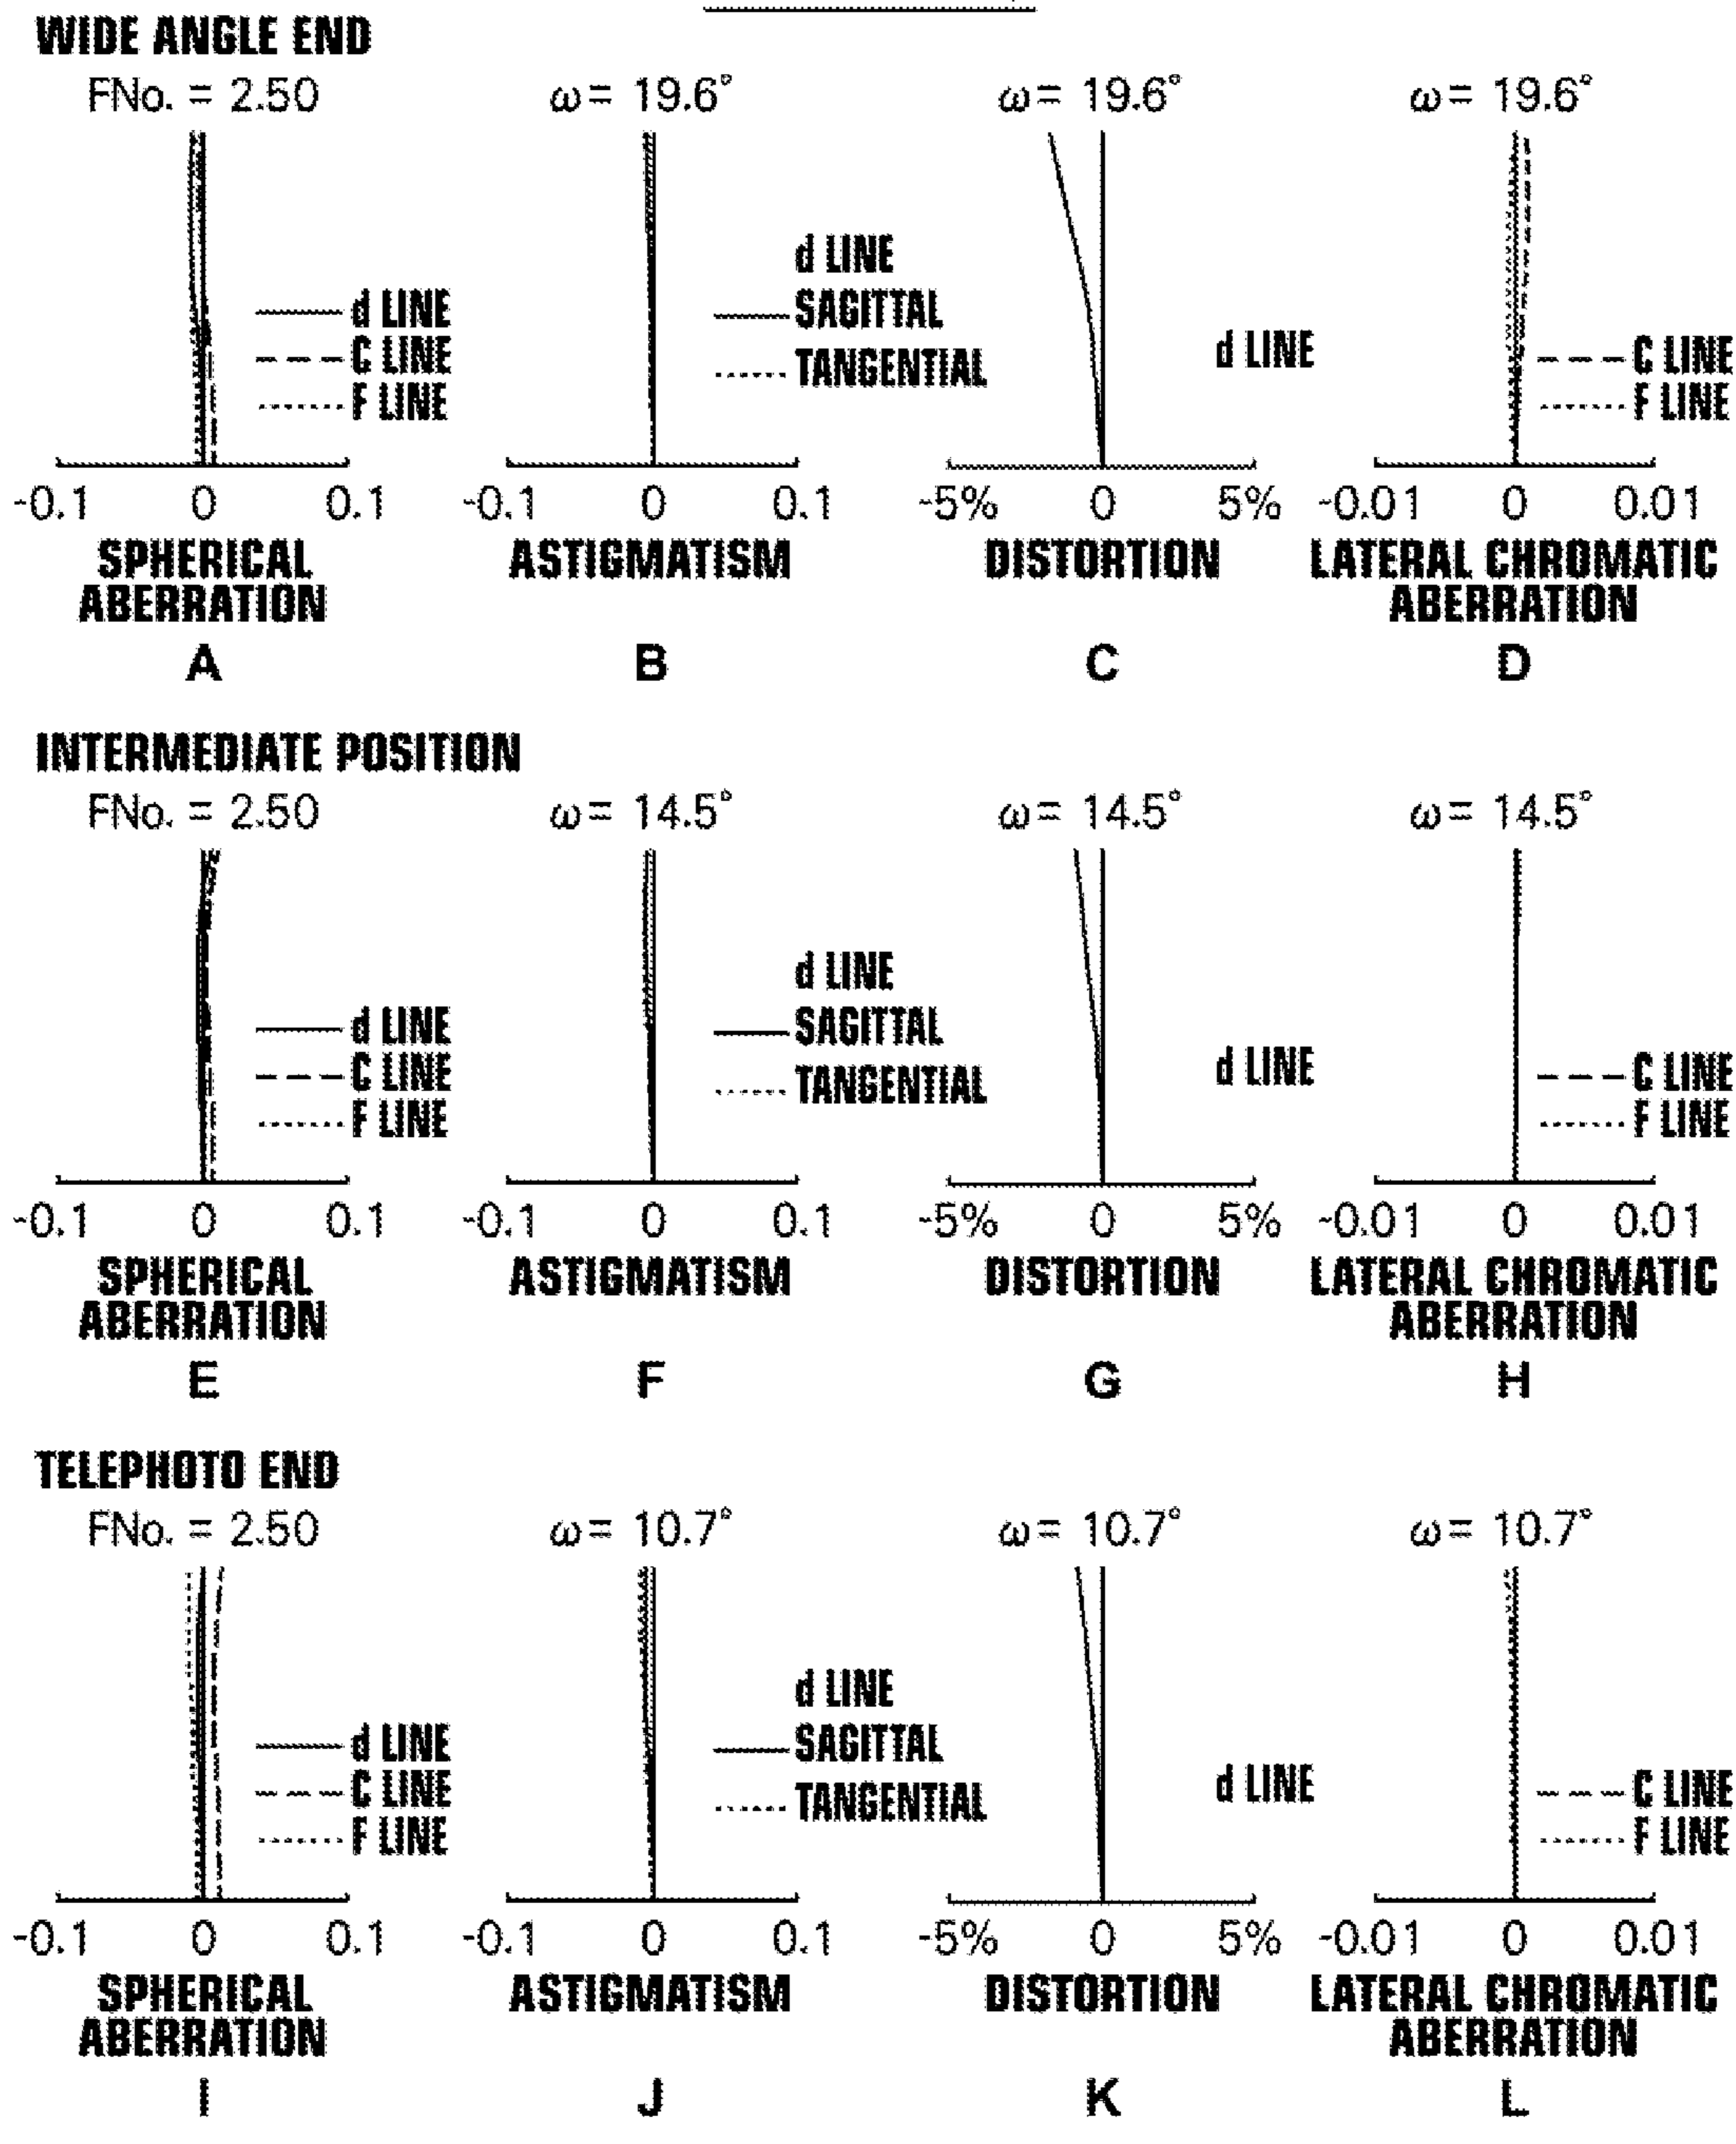 WIDE ANGLE END
FNo. = 2.50
ω = 19.6°
ω = 19.6°
ω = 19.6°
d LINE
C LINE
F LINE
d LINE
SAGITTAL
TANGENTIAL
d LINE
C LINE
F LINE
-0.1 0 0.1
-0.1 0 0.1
-5% 0 5%
-0.01 0 0.01
SPHERICAL
ABERRATION
ASTIGMATISM
DISTORTION
LATERAL CHROMATIC
ABERRATION
A
B
C
D
INTERMEDIATE POSITION
FNo. = 2.50
ω = 14.5°
ω = 14.5°
ω = 14.5°
d LINE
C LINE
F LINE
d LINE
SAGITTAL
TANGENTIAL
d LINE
C LINE
F LINE
-0.1 0 0.1
-0.1 0 0.1
-5% 0 5%
-0.01 0 0.01
SPHERICAL
ABERRATION
ASTIGMATISM
DISTORTION
LATERAL CHROMATIC
ABERRATION
E
F
G
H
TELEPHOTO END
FNo. = 2.50
ω = 10.7°
ω = 10.7°
ω = 10.7°
d LINE
C LINE
F LINE
d LINE
SAGITTAL
TANGENTIAL
d LINE
C LINE
F LINE
-0.1 0 0.1
-0.1 0 0.1
-5% 0 5%
-0.01 0 0.01
SPHERICAL
ABERRATION
ASTIGMATISM
DISTORTION
LATERAL CHROMATIC
ABERRATION
I
J
K
L